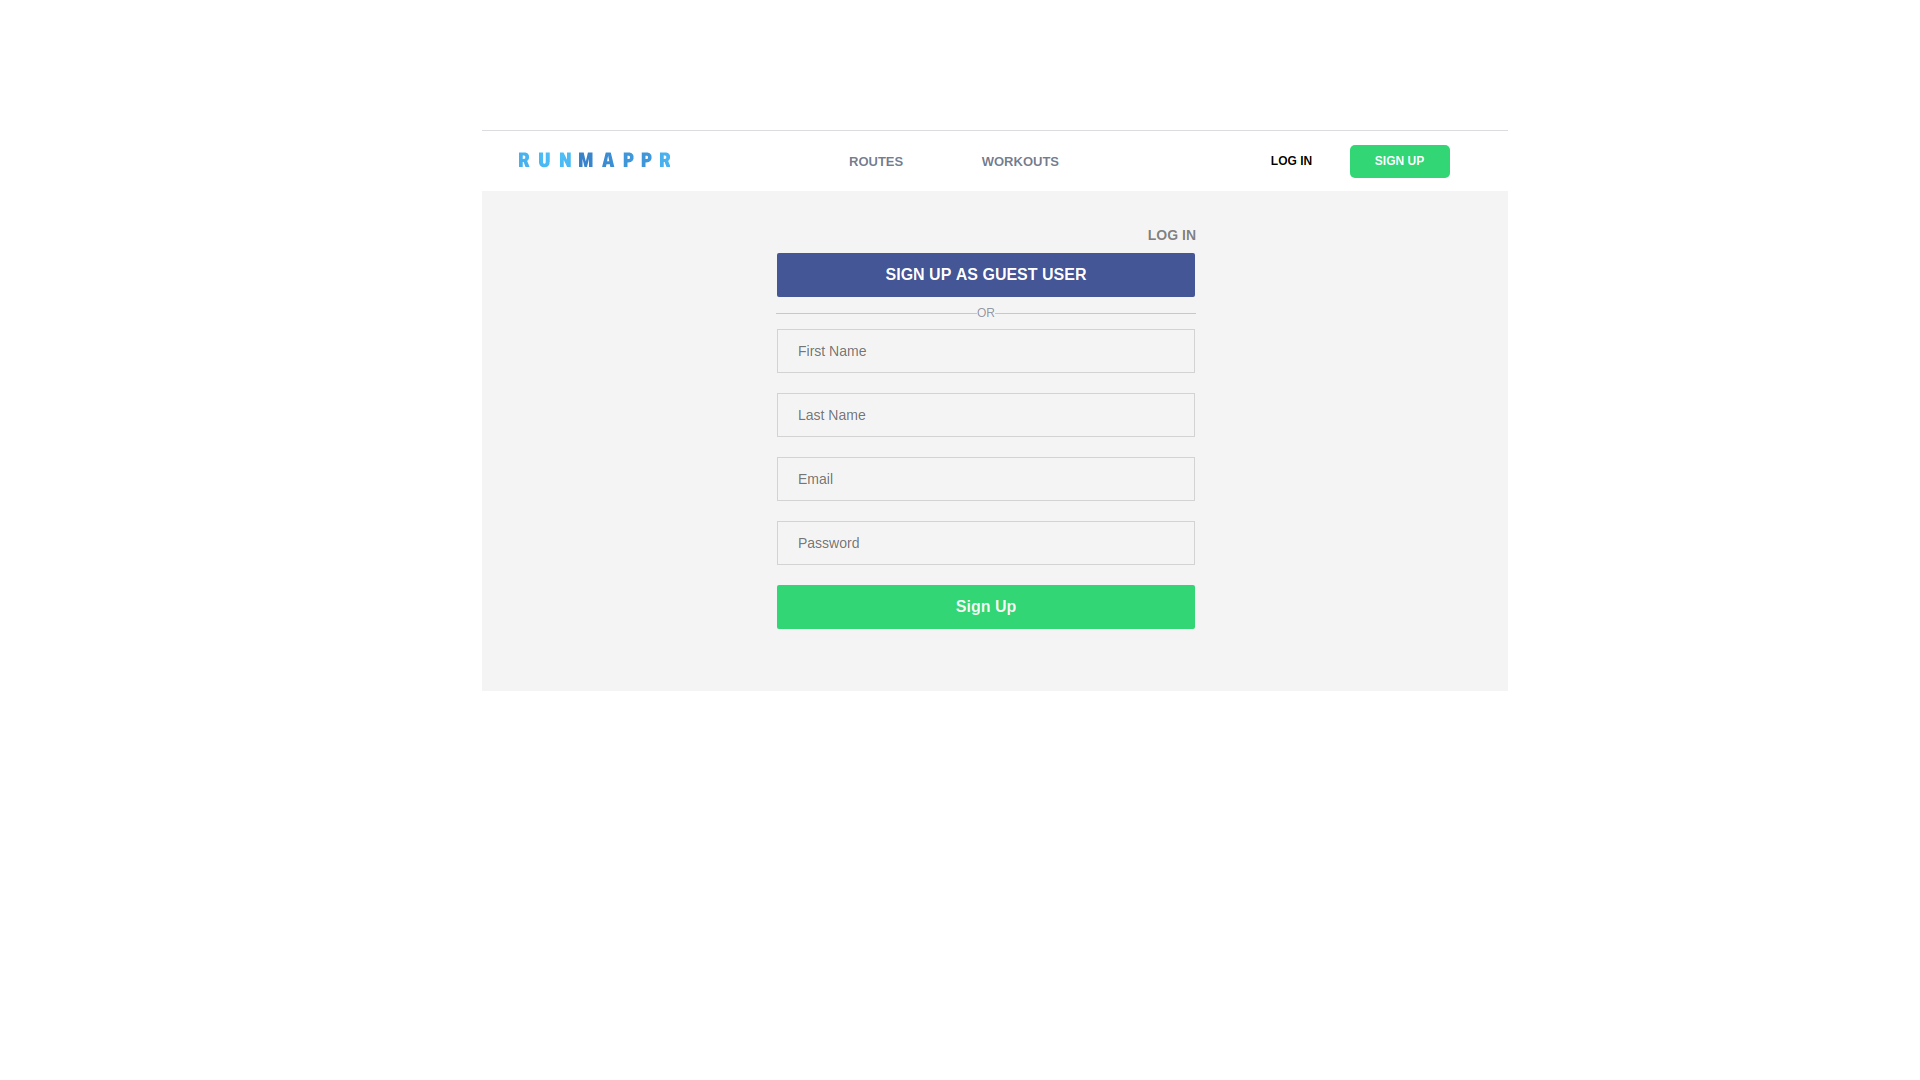 RUNMAPPR ROUTES WORKOUTS LOG IN SIGN UP
LOG IN
SIGN UP AS GUEST USER
OR
First Name
Last Name
Email
Password
Sign Up